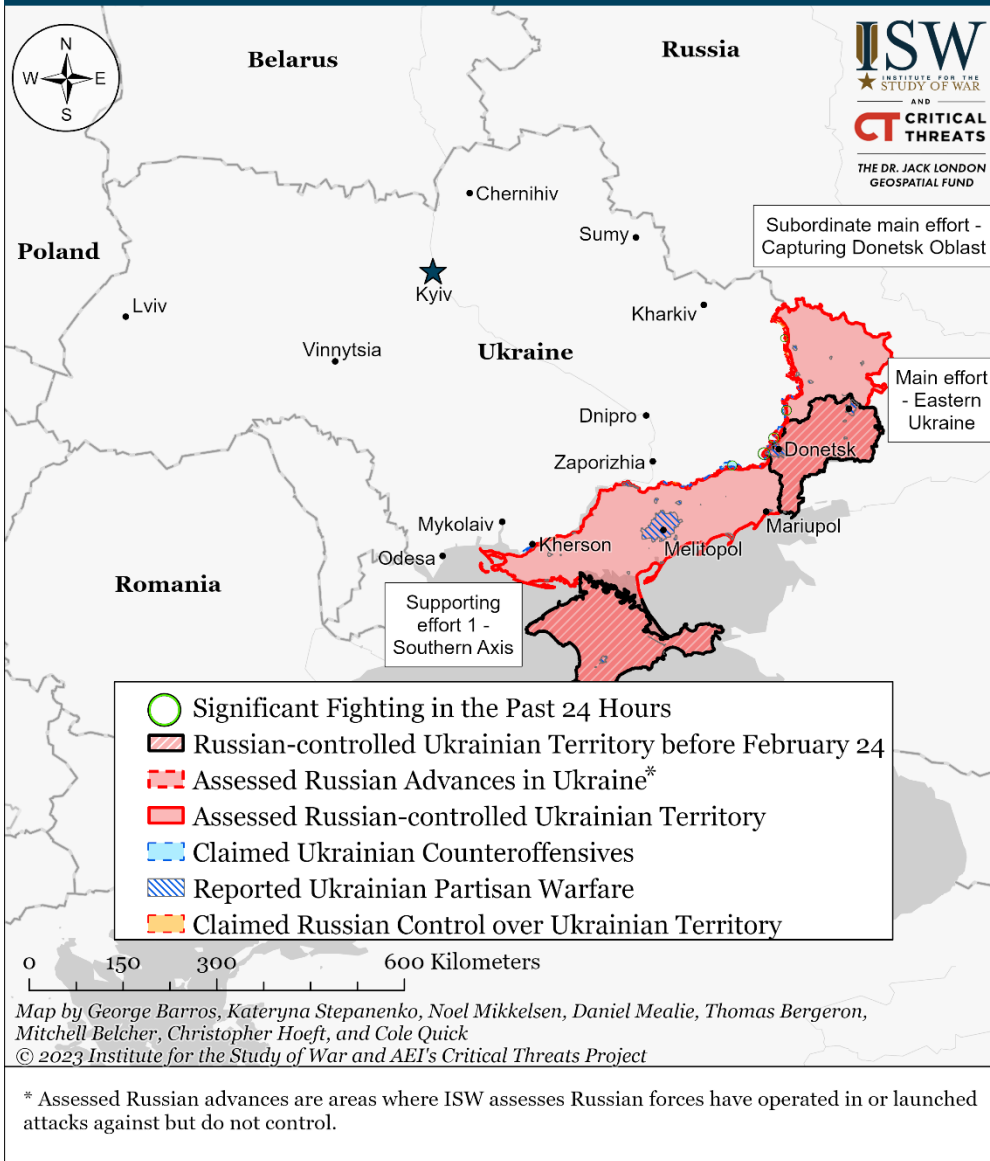 N
W
E
S
Belarus
Russia
ISW
INSTITUTE FOR THE
STUDY OF WAR
AND
CT CRITICAL
THREATS
THE DR. JACK LONDON
GEOSPATIAL FUND
Chernihiv
Subordinate main effort -
Capturing Donetsk Oblast
Sumy
Poland
Kyiv
Lviv
Kharkiv
Vinnytsia
Ukraine
Main effort
- Eastern
Ukraine
Dnipro
Donetsk
Zaporizhia
Mykolaiv
Mariupol
Kherson
Melitopol
Odesa
Romania
Supporting
effort 1 -
Southern Axis
Significant Fighting in the Past 24 Hours
Russian-controlled Ukrainian Territory before February 24
Assessed Russian Advances in Ukraine*
Assessed Russian-controlled Ukrainian Territory
Claimed Ukrainian Counteroffensives
Reported Ukrainian Partisan Warfare
Claimed Russian Control over Ukrainian Territory
0 150 300 600 Kilometers
Map by George Barros, Kateryna Stepanenko, Noel Mikkelsen, Daniel Mealie, Thomas Bergeron,
Mitchell Belcher, Christopher Hoeft, and Cole Quick
© 2023 Institute for the Study of War and AEI's Critical Threats Project
* Assessed Russian advances are areas where ISW assesses Russian forces have operated in or launched
attacks against but do not control.